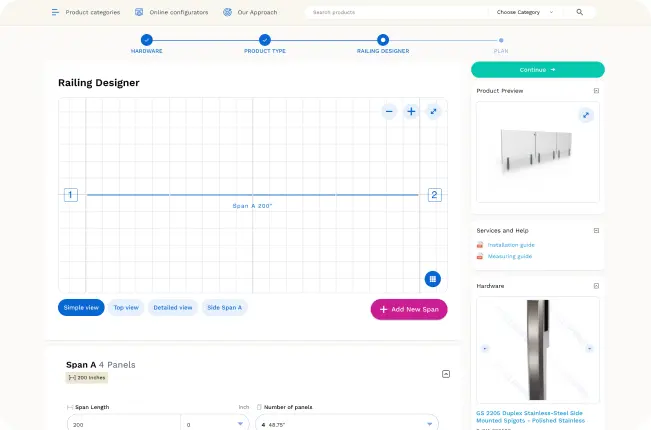 Product categories
Online configurators
Our Approach
Search products
Choose Category
HARDWARE
PRODUCT TYPE
RAILING DESIGNER
PLAN
Continue
Railing Designer
1
2
Span A 200"
Simple view
Top view
Detailed view
Side Span A
Add New Span
Product Preview
Services and Help
Installation guide
Measuring guide
Hardware
GS 2205 Duplex Stainless-Steel Side
Mounted Spigots - Polished Stainless
Span A 4 Panels
200 Inches
Span Length
Inch
Number of panels
200
0
4 48.75"